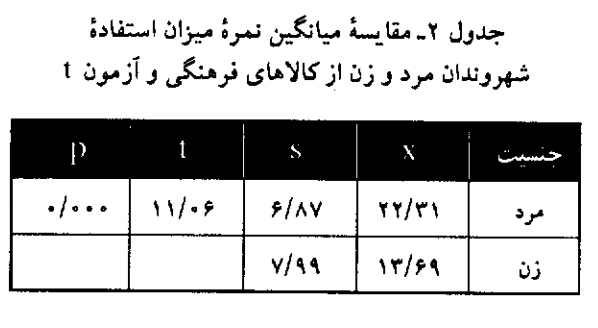 جدول ۲ـ مقایسهٔ میانگین نمرهٔ میزان استفادهٔ
شهروندان مرد و زن از کالاهای فرهنگی و آزمون t
جنسیت x s t p
مرد ۲۲/۳۱ ۶/۸۷ ۱۱/۰۶ ۰/۰۰۰
زن ۱۳/۶۹ ۷/۹۹